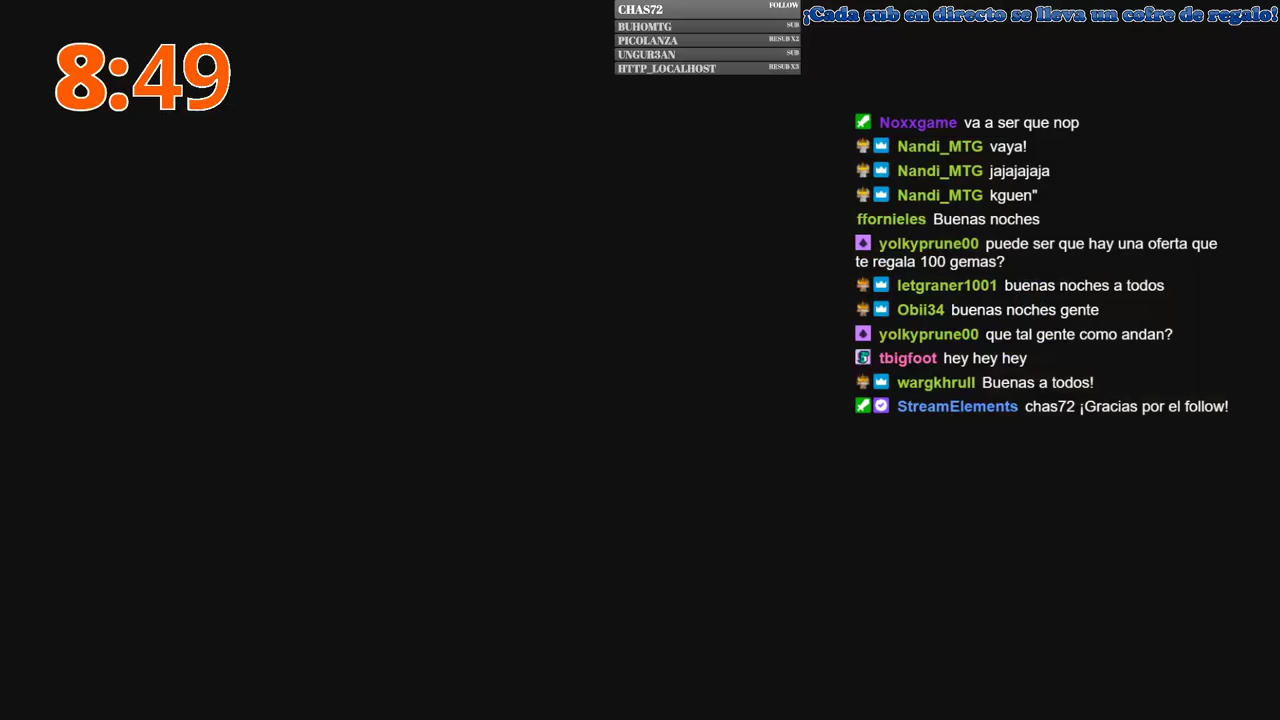 8:49
CHAS72 FOLLOW
BUHOMTG SUB
PICOLANZA RESUB X2
UNGUR3AN SUB
HTTP_LOCALHOST RESUB X3
¡Cada sub en directo se lleva un cofre de regalo!
Noxxgame va a ser que nop
Nandi_MTG vaya!
Nandi_MTG jajajajaja
Nandi_MTG kguen"
ffornieles Buenas noches
yolkyprune00 puede ser que hay una oferta que
te regala 100 gemas?
letgraner1001 buenas noches a todos
Obii34 buenas noches gente
yolkyprune00 que tal gente como andan?
tbigfoot hey hey hey
wargkhrull Buenas a todos!
StreamElements chas72 ¡Gracias por el follow!